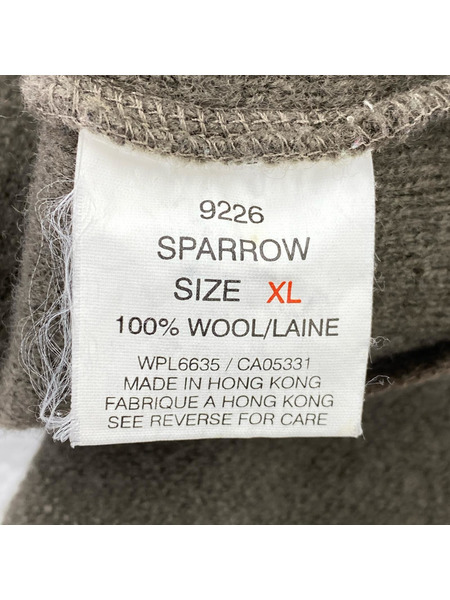 9226
SPARROW
SIZE XL
100% WOOL/LAINE
WPL6635 / CA05331
MADE IN HONG KONG
FABRIQUE A HONG KONG
SEE REVERSE FOR CARE